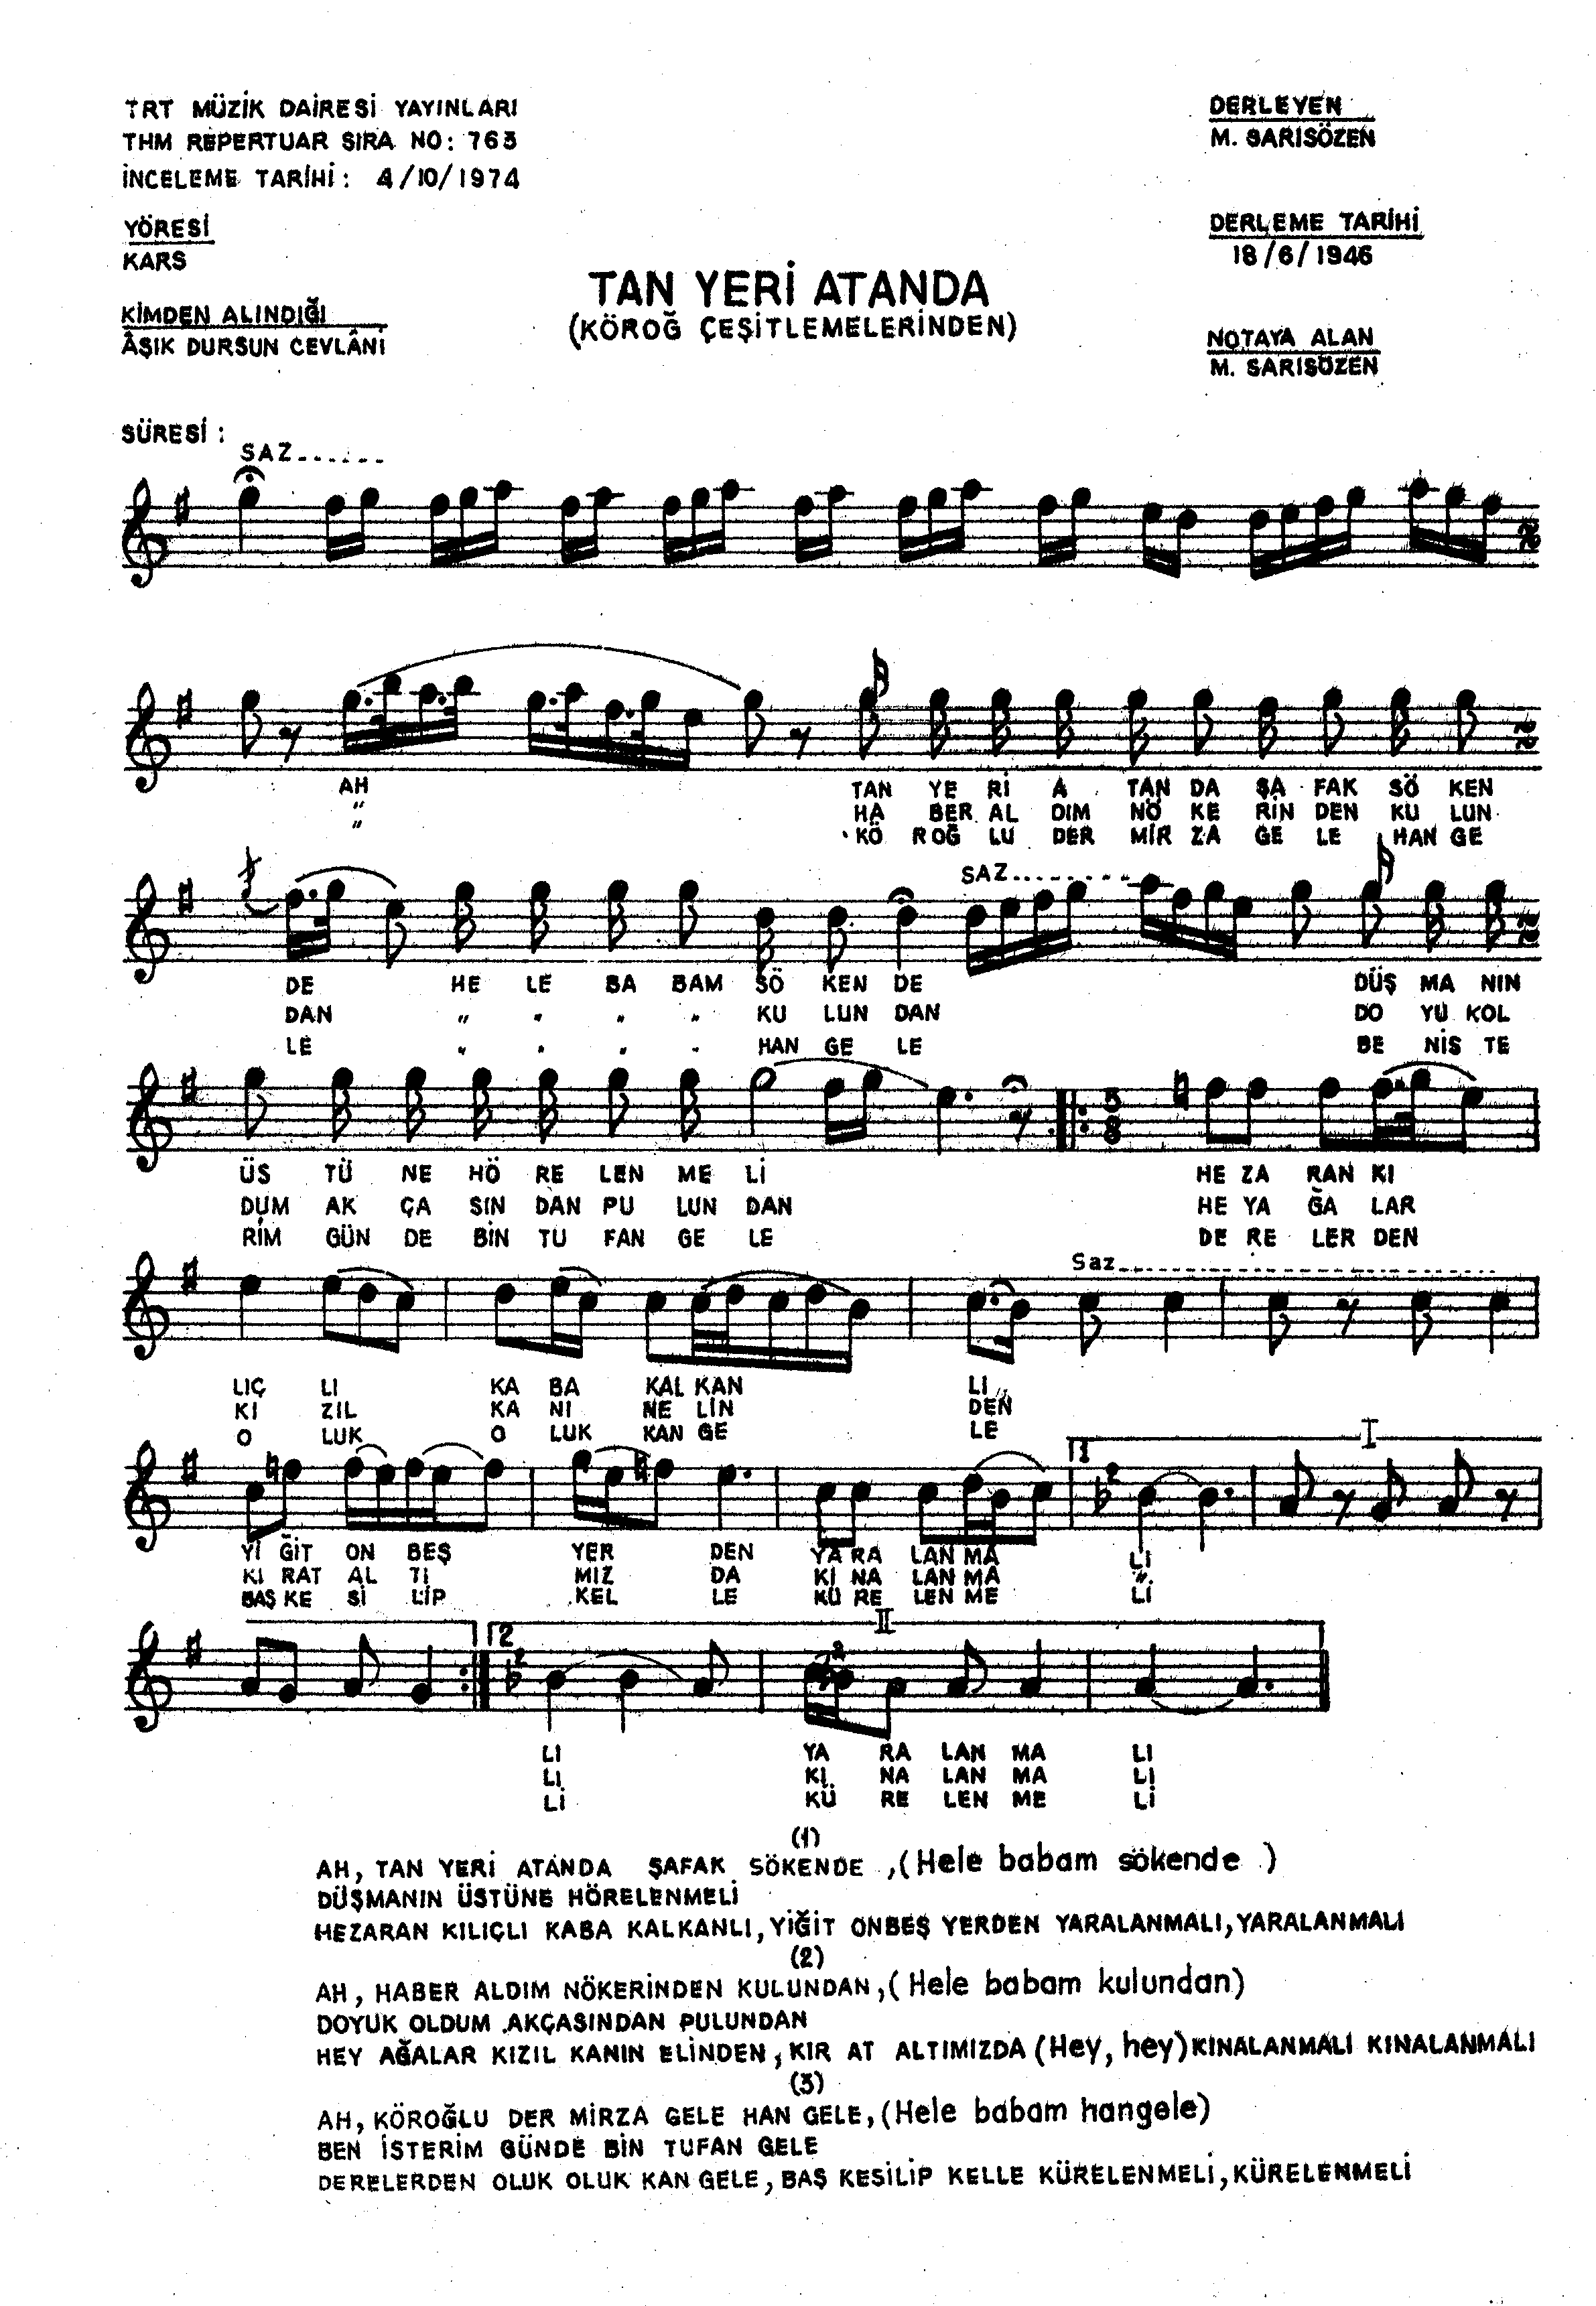 TRT MÜZİK DAİRESİ YAYINLARI
THM REPERTUAR SIRA NO: 763
İNCELEME TARİHİ: 4/10/1974
DERLEYEN
M. SARISÖZEN
YÖRESİ
KARS
DERLEME TARİHİ
18/6/1946
TAN YERİ ATANDA
(KÖROĞ ÇEŞİTLEMELERİNDEN)
KİMDEN ALINDIĞI
ÂŞIK DURSUN CEVLÂNİ
NOTAYA ALAN
M. SARISÖZEN
SÜRESİ:
SAZ......
AH TAN YE Rİ A TAN DA ŞA FAK SÖ KEN
" HA BER AL DIM NÖ KE RİN DEN KU LUN
" KÖ ROĞ LU DER MİR ZA GE LE HAN GE
SAZ........
DE HE LE BA BAM SÖ KEN DE DÜŞ MA NIN
DAN " " " " KU LUN DAN DO YU KOL
LE " " " " HAN GE LE BE NİS TE
5
8
ÜS TÜ NE HÖ RE LEN ME Lİ HE ZA RAN KI
DUM AK ÇA SIN DAN PU LUN DAN HE YA ĞA LAR
RİM GÜN DE BİN TU FAN GE LE DE RE LER DEN
Saz........
LIÇ LI KA BA KAL KAN LI
KI ZIL KA NI NE LİN DEN
O LUK O LUK KAN GE LE
1 I
Yİ ĞİT ON BEŞ YER DEN YA RA LAN MA LI
KI RAT AL TI MIZ DA KI NA LAN MA "
BAŞ KE Sİ LİP KEL LE KÜ RE LEN ME Lİ
2 II
LI YA RA LAN MA LI
LI KI NA LAN MA LI
Lİ KÜ RE LEN ME Lİ
(1)
AH, TAN YERİ ATANDA ŞAFAK SÖKENDE ,(Hele babam sökende )
DÜŞMANIN ÜSTÜNE HÖRELENMELİ
HEZARAN KILIÇLI KABA KALKANLI, YİĞİT ONBEŞ YERDEN YARALANMALI, YARALANMALI
(2)
AH, HABER ALDIM NÖKERİNDEN KULUNDAN,( Hele babam kulundan)
DOYUK OLDUM AKÇASINDAN PULUNDAN
HEY AĞALAR KIZIL KANIN ELİNDEN, KIR AT ALTIMIZDA (Hey, hey) KINALANMALI KINALANMALI
(3)
AH, KÖROĞLU DER MİRZA GELE HAN GELE, (Hele babam hangele)
BEN İSTERİM GÜNDE BİN TUFAN GELE
DERELERDEN OLUK OLUK KAN GELE, BAŞ KESİLİP KELLE KÜRELENMELİ, KÜRELENMELİ